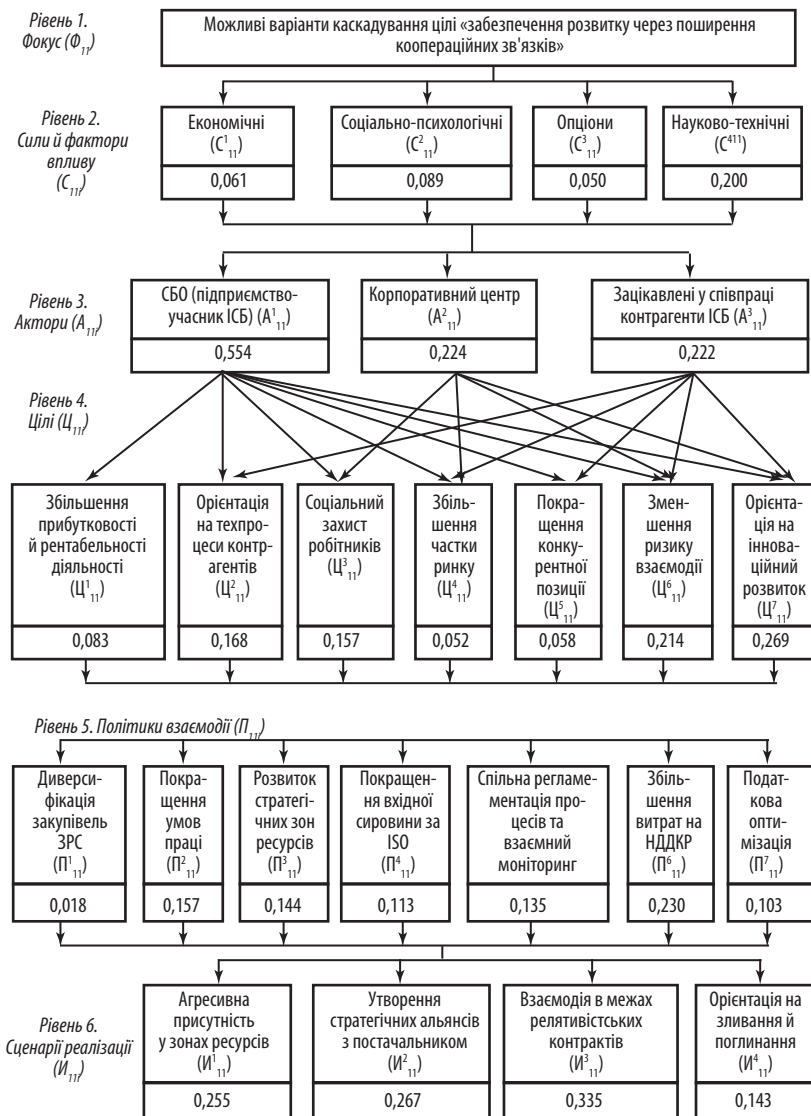 Рівень 1.
Фокус (Ф₁₁)
Можливі варіанти каскадування цілі «забезпечення розвитку через поширення
коопераційних зв'язків»
Рівень 2.
Сили й фактори
впливу
(С₁₁ᵢ)
Економічні
(С¹₁₁)
0,061
Соціально-психологічні
(С²₁₁)
0,089
Опціони
(С³₁₁)
0,050
Науково-технічні
(С⁴¹¹)
0,200
Рівень 3.
Актори (А₁₁ᵢ)
СБО (підприємство-
учасник ІСБ) (А¹₁₁)
0,554
Корпоративний центр
(А²₁₁)
0,224
Зацікавлені у співпраці
контрагенти ІСБ (А³₁₁)
0,222
Рівень 4.
Цілі (Ц₁₁ᵢ)
Збільшення
прибутковості
й рентабельності
діяльності
(Ц¹₁₁)
0,083
Орієнтація
на техпро-
цеси контр-
агентів
(Ц²₁₁)
0,168
Соціальний
захист
робітників
(Ц³₁₁)
0,157
Збіль-
шення
частки
ринку
(Ц⁴₁₁)
0,052
Покра-
щення
конку-
рентної
позиції
(Ц⁵₁₁)
0,058
Змен-
шення
ризику
взаємодії
(Ц⁶₁₁)
0,214
Орієнта-
ція на
іннова-
ційний
розвиток
(Ц⁷₁₁)
0,269
Рівень 5. Політики взаємодії (П₁₁ᵢ)
Диверси-
фікація
закупівель
ЗРС
(П¹₁₁)
0,018
Покра-
щення
умов
праці
(П²₁₁)
0,157
Розвиток
стратегі-
чних зон
ресурсів
(П³₁₁)
0,144
Покращен-
ня вхідної
сировини за
ISO
(П⁴₁₁)
0,113
Спільна регламе-
ментація про-
цесів та
взаємний
моніторинг
0,135
Збіль-
шення
витрат на
НДДКР
(П⁶₁₁)
0,230
Подат-
кова
опти-
мізація
(П⁷₁₁)
0,103
Рівень 6.
Сценарії реалізації
(И₁₁ᵢ)
Агресивна
присутність
у зонах ресурсів
(И¹₁₁)
0,255
Утворення
стратегічних альянсів
з постачальником
(И²₁₁)
0,267
Взаємодія в межах
релятивістських
контрактів
(И³₁₁)
0,335
Орієнтація на
зливання й
поглинання
(И⁴₁₁)
0,143